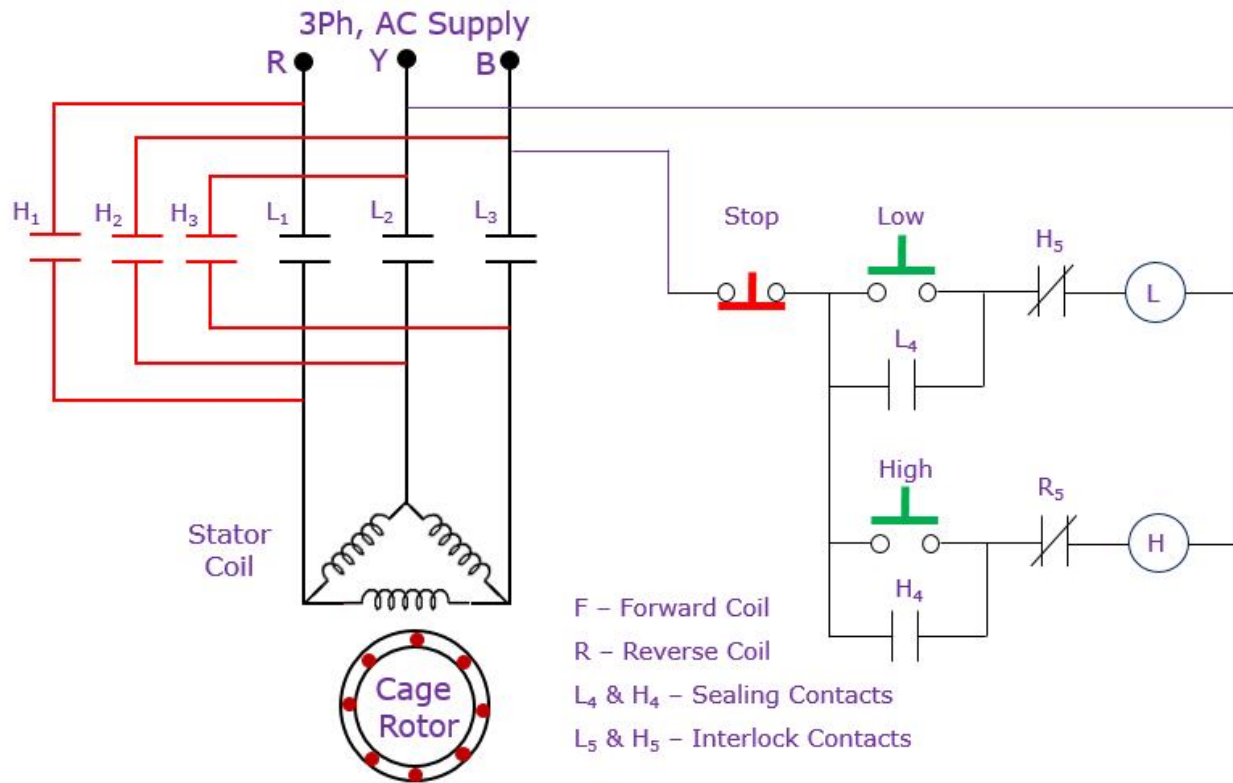 3Ph, AC Supply
R Y B
H₁ H₂ H₃ L₁ L₂ L₃
Stop Low H₅
L
L₄
High R₅
H
H₄
Stator
Coil
Cage
Rotor
F – Forward Coil
R – Reverse Coil
L₄ & H₄ – Sealing Contacts
L₅ & H₅ – Interlock Contacts